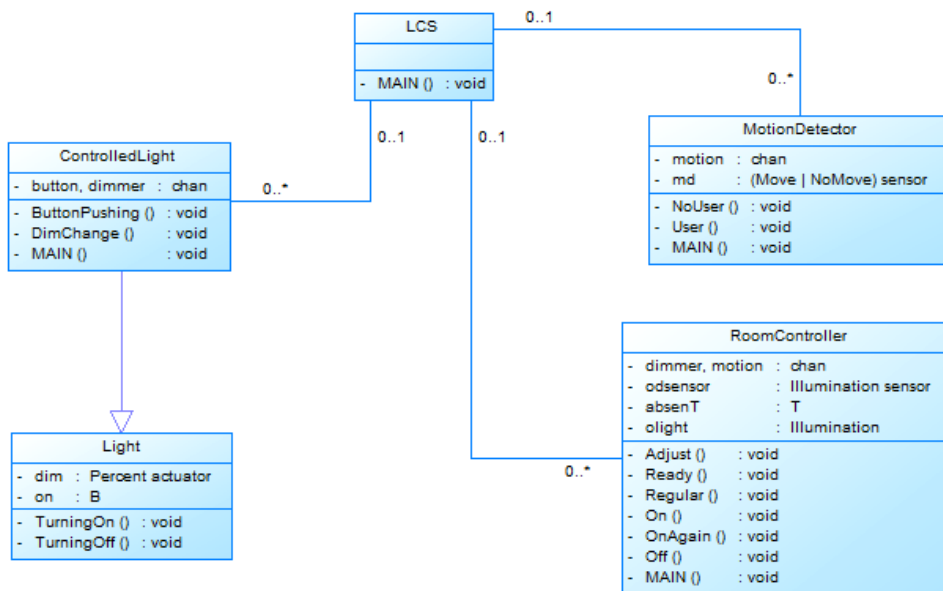 LCS
- MAIN () : void
0..1
0..1
0..1
0..*
0..*
0..*
ControlledLight
- button, dimmer : chan
- ButtonPushing () : void
- DimChange () : void
- MAIN () : void
MotionDetector
- motion : chan
- md : (Move | NoMove) sensor
- NoUser () : void
- User () : void
- MAIN () : void
Light
- dim : Percent actuator
- on : B
- TurningOn () : void
- TurningOff () : void
RoomController
- dimmer, motion : chan
- odsensor : Illumination sensor
- absenT : T
- olight : Illumination
- Adjust () : void
- Ready () : void
- Regular () : void
- On () : void
- OnAgain () : void
- Off () : void
- MAIN () : void